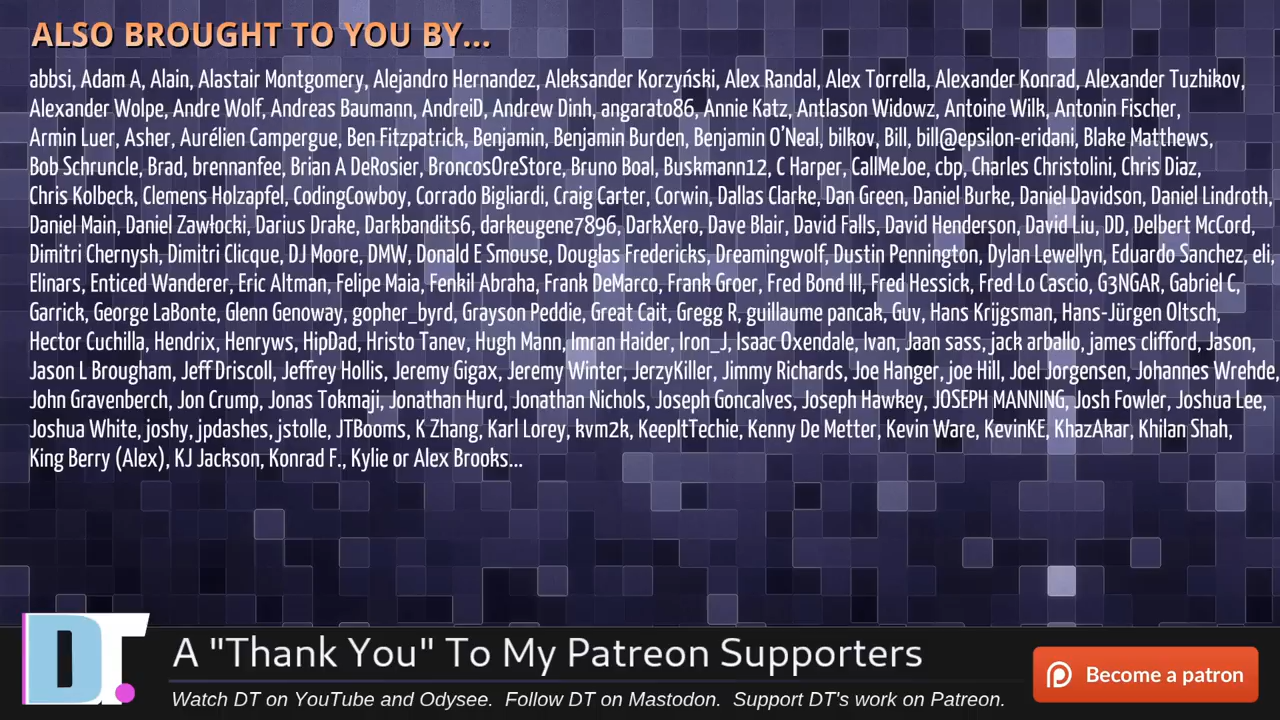 ALSO BROUGHT TO YOU BY...
abbsi, Adam A, Alain, Alastair Montgomery, Alejandro Hernandez, Aleksander Korzyński, Alex Randal, Alex Torrella, Alexander Konrad, Alexander Tuzhikov,
Alexander Wolpe, Andre Wolf, Andreas Baumann, AndreiD, Andrew Dinh, angarato86, Annie Katz, Antlason Widowz, Antoine Wilk, Antonin Fischer,
Armin Luer, Asher, Aurélien Campergue, Ben Fitzpatrick, Benjamin, Benjamin Burden, Benjamin O'Neal, bilkov, Bill, bill@epsilon-eridani, Blake Matthews,
Bob Schruncle, Brad, brennanfee, Brian A DeRosier, BroncosOreStore, Bruno Boal, Buskmann12, C Harper, CallMeJoe, cbp, Charles Christolini, Chris Diaz,
Chris Kolbeck, Clemens Holzapfel, CodingCowboy, Corrado Bigliardi, Craig Carter, Corwin, Dallas Clarke, Dan Green, Daniel Burke, Daniel Davidson, Daniel Lindroth,
Daniel Main, Daniel Zawłocki, Darius Drake, Darkbandits6, darkeugene7896, DarkXero, Dave Blair, David Falls, David Henderson, David Liu, DD, Delbert McCord,
Dimitri Chernysh, Dimitri Clicque, DJ Moore, DMW, Donald E Smouse, Douglas Fredericks, Dreamingwolf, Dustin Pennington, Dylan Lewellyn, Eduardo Sanchez, eli,
Elinars, Enticed Wanderer, Eric Altman, Felipe Maia, Fenkil Abraha, Frank DeMarco, Frank Groer, Fred Bond III, Fred Hessick, Fred Lo Cascio, G3NGAR, Gabriel C,
Garrick, George LaBonte, Glenn Genoway, gopher_byrd, Grayson Peddie, Great Cait, Gregg R, guillaume pancak, Guv, Hans Krijgsman, Hans-Jürgen Oltsch,
Hector Cuchilla, Hendrix, Henryws, HipDad, Hristo Tanev, Hugh Mann, Imran Haider, Iron_J, Isaac Oxendale, Ivan, Jaan sass, jack arballo, james clifford, Jason,
Jason L Brougham, Jeff Driscoll, Jeffrey Hollis, Jeremy Gigax, Jeremy Winter, JerzyKiller, Jimmy Richards, Joe Hanger, joe Hill, Joel Jorgensen, Johannes Wrehde,
John Gravenberch, Jon Crump, Jonas Tokmaji, Jonathan Hurd, Jonathan Nichols, Joseph Goncalves, Joseph Hawkey, JOSEPH MANNING, Josh Fowler, Joshua Lee,
Joshua White, joshy, jpdashes, jstolle, JTBooms, K Zhang, Karl Lorey, kvm2k, KeepItTechie, Kenny De Metter, Kevin Ware, KevinKE, KhazAkar, Khilan Shah,
King Berry (Alex), KJ Jackson, Konrad F., Kylie or Alex Brooks...
DT.
A "Thank You" To My Patreon Supporters
Become a patron
Watch DT on YouTube and Odysee. Follow DT on Mastodon. Support DT's work on Patreon.